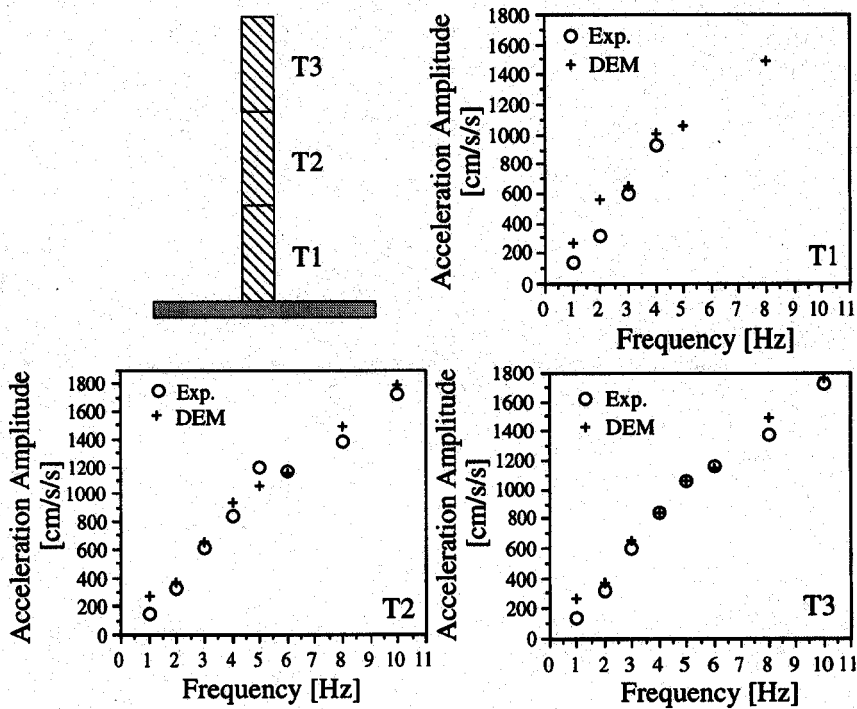 T3
T2
T1
Acceleration Amplitude
[cm/s/s]
1800
1600
1400
1200
1000
800
600
400
200
0
Exp.
DEM
T1
0 1 2 3 4 5 6 7 8 9 10 11
Frequency [Hz]
Acceleration Amplitude
[cm/s/s]
1800
1600
1400
1200
1000
800
600
400
200
0
Exp.
DEM
T2
0 1 2 3 4 5 6 7 8 9 10 11
Frequency [Hz]
Acceleration Amplitude
[cm/s/s]
1800
1600
1400
1200
1000
800
600
400
200
0
Exp.
DEM
T3
0 1 2 3 4 5 6 7 8 9 10 11
Frequency [Hz]